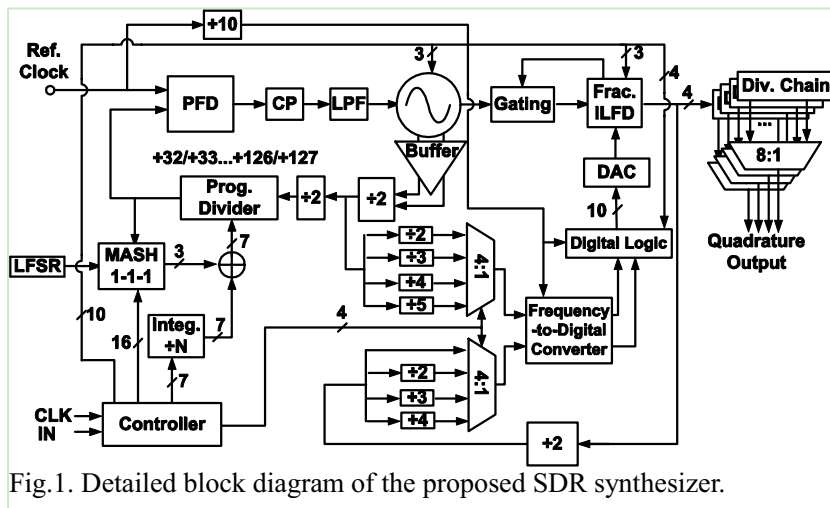 ÷10
Ref.
Clock
3
3
4
PFD
CP
LPF
Gating
Frac.
ILFD
4
Div. Chain
...
8:1
Buffer
+32/+33...+126/+127
DAC
Prog.
Divider
÷2
÷2
10
7
Digital Logic
Quadrature
Output
LFSR
MASH
1-1-1
3
÷2
÷3
÷4
÷5
4:1
10
16
Integ.
÷N
7
4
Frequency
-to-Digital
Converter
7
÷2
÷3
÷4
4:1
CLK
IN
Controller
÷2
Fig.1. Detailed block diagram of the proposed SDR synthesizer.